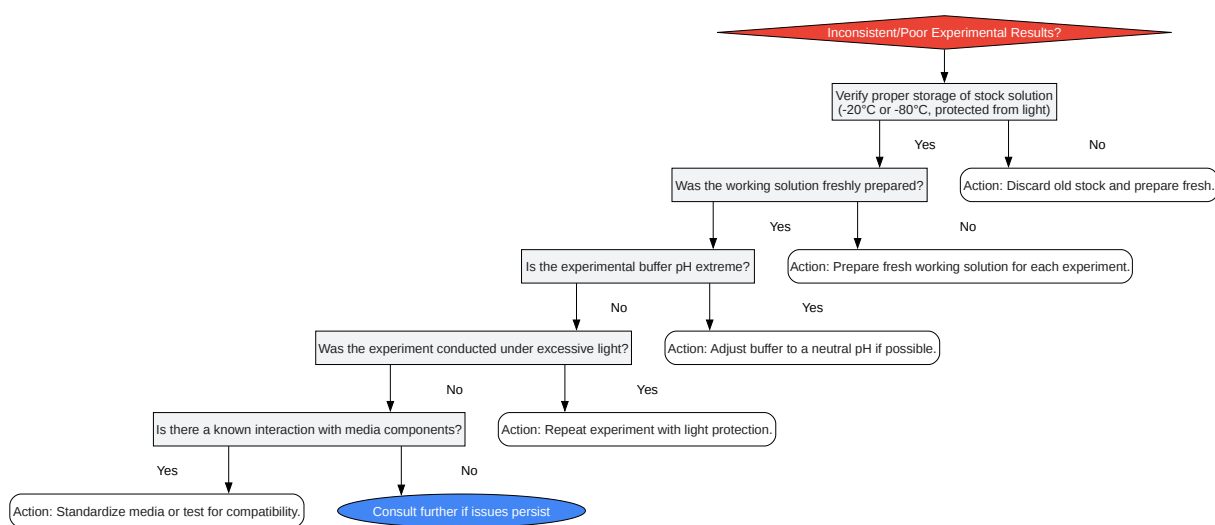 Inconsistent/Poor Experimental Results?
Verify proper storage of stock solution
(-20°C or -80°C, protected from light)
Yes
No
Was the working solution freshly prepared?
Action: Discard old stock and prepare fresh.
Yes
No
Is the experimental buffer pH extreme?
Action: Prepare fresh working solution for each experiment.
No
Yes
Was the experiment conducted under excessive light?
Action: Adjust buffer to a neutral pH if possible.
No
Yes
Is there a known interaction with media components?
Action: Repeat experiment with light protection.
Yes
No
Action: Standardize media or test for compatibility.
Consult further if issues persist